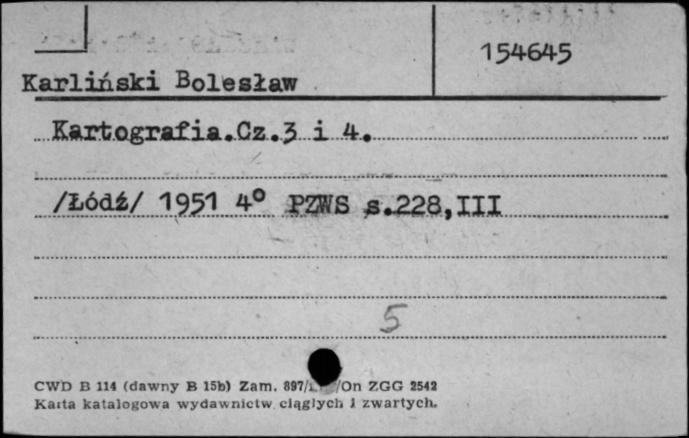 154645
Karliński Bolesław
Kartografia.Cz.3 i 4.
/Łódź/ 1951 4° PZWS s.228,III
5
CWD B 114 (dawny B 15b) Zam. 897/ /On ZGG 2542
Karta katalogowa wydawnictw ciągłych i zwartych.